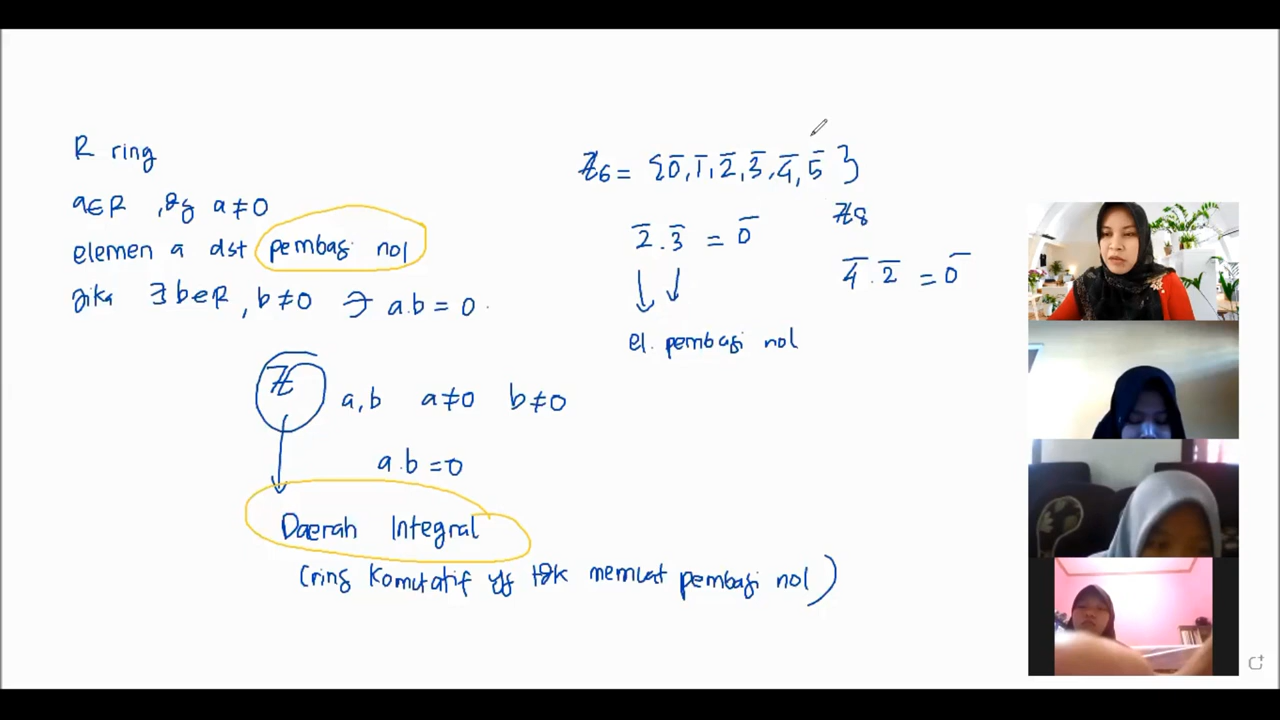 R ring
a∈R , dg a≠0
elemen a dst pembagi nol
jika ∃ b∈R , b≠0 ∋ a.b = 0.
ℤ a,b a≠0 b≠0
a.b = 0
Daerah Integral
(ring komutatif yg tdk memuat pembagi nol)
ℤ6 = {0̅, 1̅, 2̅, 3̅, 4̅, 5̅}
2̅ . 3̅ = 0̅
el. pembagi nol
ℤ8
4̅ . 2̅ = 0̅